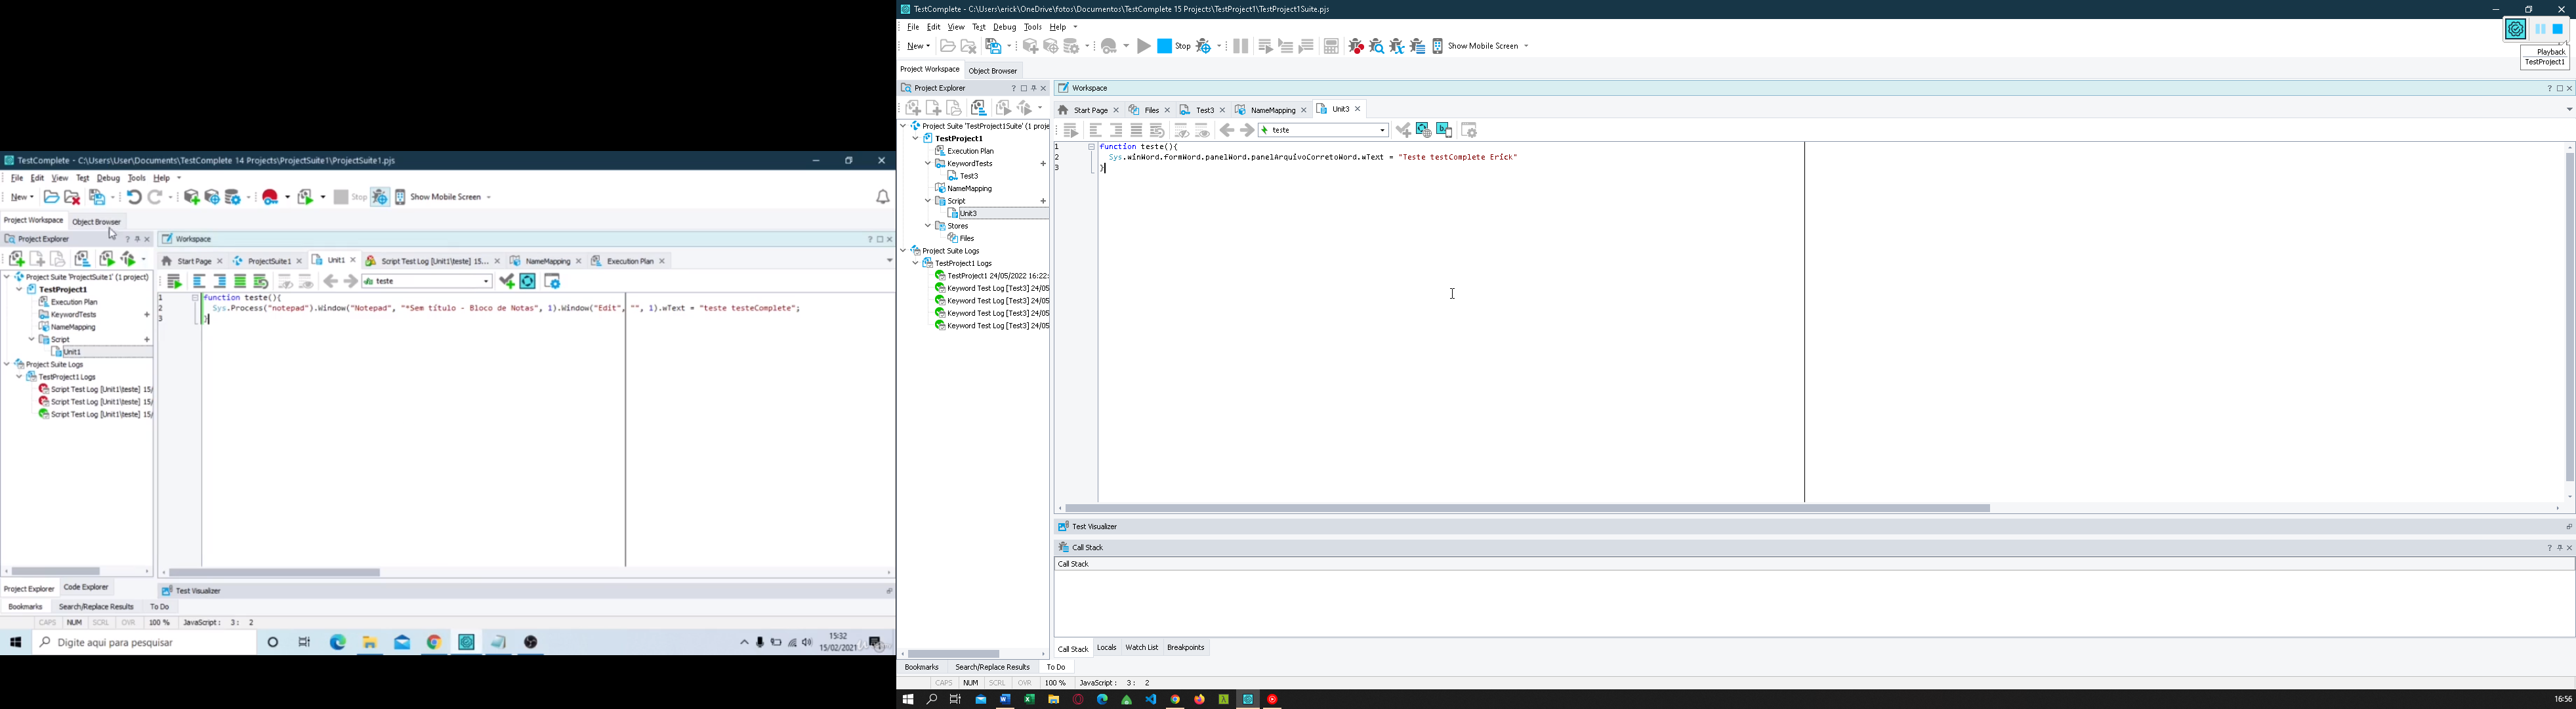 TestComplete - C:\Users\User\Documents\TestComplete 14 Projects\ProjectSuite1\ProjectSuite1.pjs
File Edit View Test Debug Tools Help
New Stop Show Mobile Screen
Project Workspace Object Browser
Project Explorer
Workspace
Start Page ProjectSuite1 Unit1 Script Test Log [Unit1\teste] 15... NameMapping Execution Plan
teste
Project Suite 'ProjectSuite1' (1 project)
TestProject1
Execution Plan
KeywordTests
NameMapping
Script
Unit1
Project Suite Logs
TestProject1 Logs
Script Test Log [Unit1\teste] 15/
Script Test Log [Unit1\teste] 15/
Script Test Log [Unit1\teste] 15/
1 function teste(){
2 Sys.Process("notepad").Window("Notepad", "*Sem título - Bloco de Notas", 1).Window("Edit", "", 1).wText = "teste testeComplete";
3 }
Project Explorer Code Explorer
Test Visualizer
Bookmarks Search/Replace Results To Do
CAPS NUM SCRL OVR 100 % JavaScript: 3: 2
Digite aqui para pesquisar
15:32
15/02/2021
TestComplete - C:\Users\erick\OneDrive\fotos\Documentos\TestComplete 15 Projects\TestProject1\TestProject1Suite.pjs
File Edit View Test Debug Tools Help
New Stop Show Mobile Screen
Playback
TestProject1
Project Workspace Object Browser
Project Explorer
Workspace
Start Page Files Test3 NameMapping Unit3
teste
Project Suite 'TestProject1Suite' (1 proje
TestProject1
Execution Plan
KeywordTests
Test3
NameMapping
Script
Unit3
Stores
Files
Project Suite Logs
TestProject1 Logs
TestProject1 24/05/2022 16:22:
Keyword Test Log [Test3] 24/05
Keyword Test Log [Test3] 24/05
Keyword Test Log [Test3] 24/05
Keyword Test Log [Test3] 24/05
1 function teste(){
2 Sys.winWord.formWord.panelWord.panelArquivoCorretoWord.wText = "Teste testComplete Erick"
3 }
Test Visualizer
Call Stack
Call Stack
Call Stack Locals Watch List Breakpoints
Bookmarks Search/Replace Results To Do
CAPS NUM SCRL OVR 100 % JavaScript: 3: 2
16:56